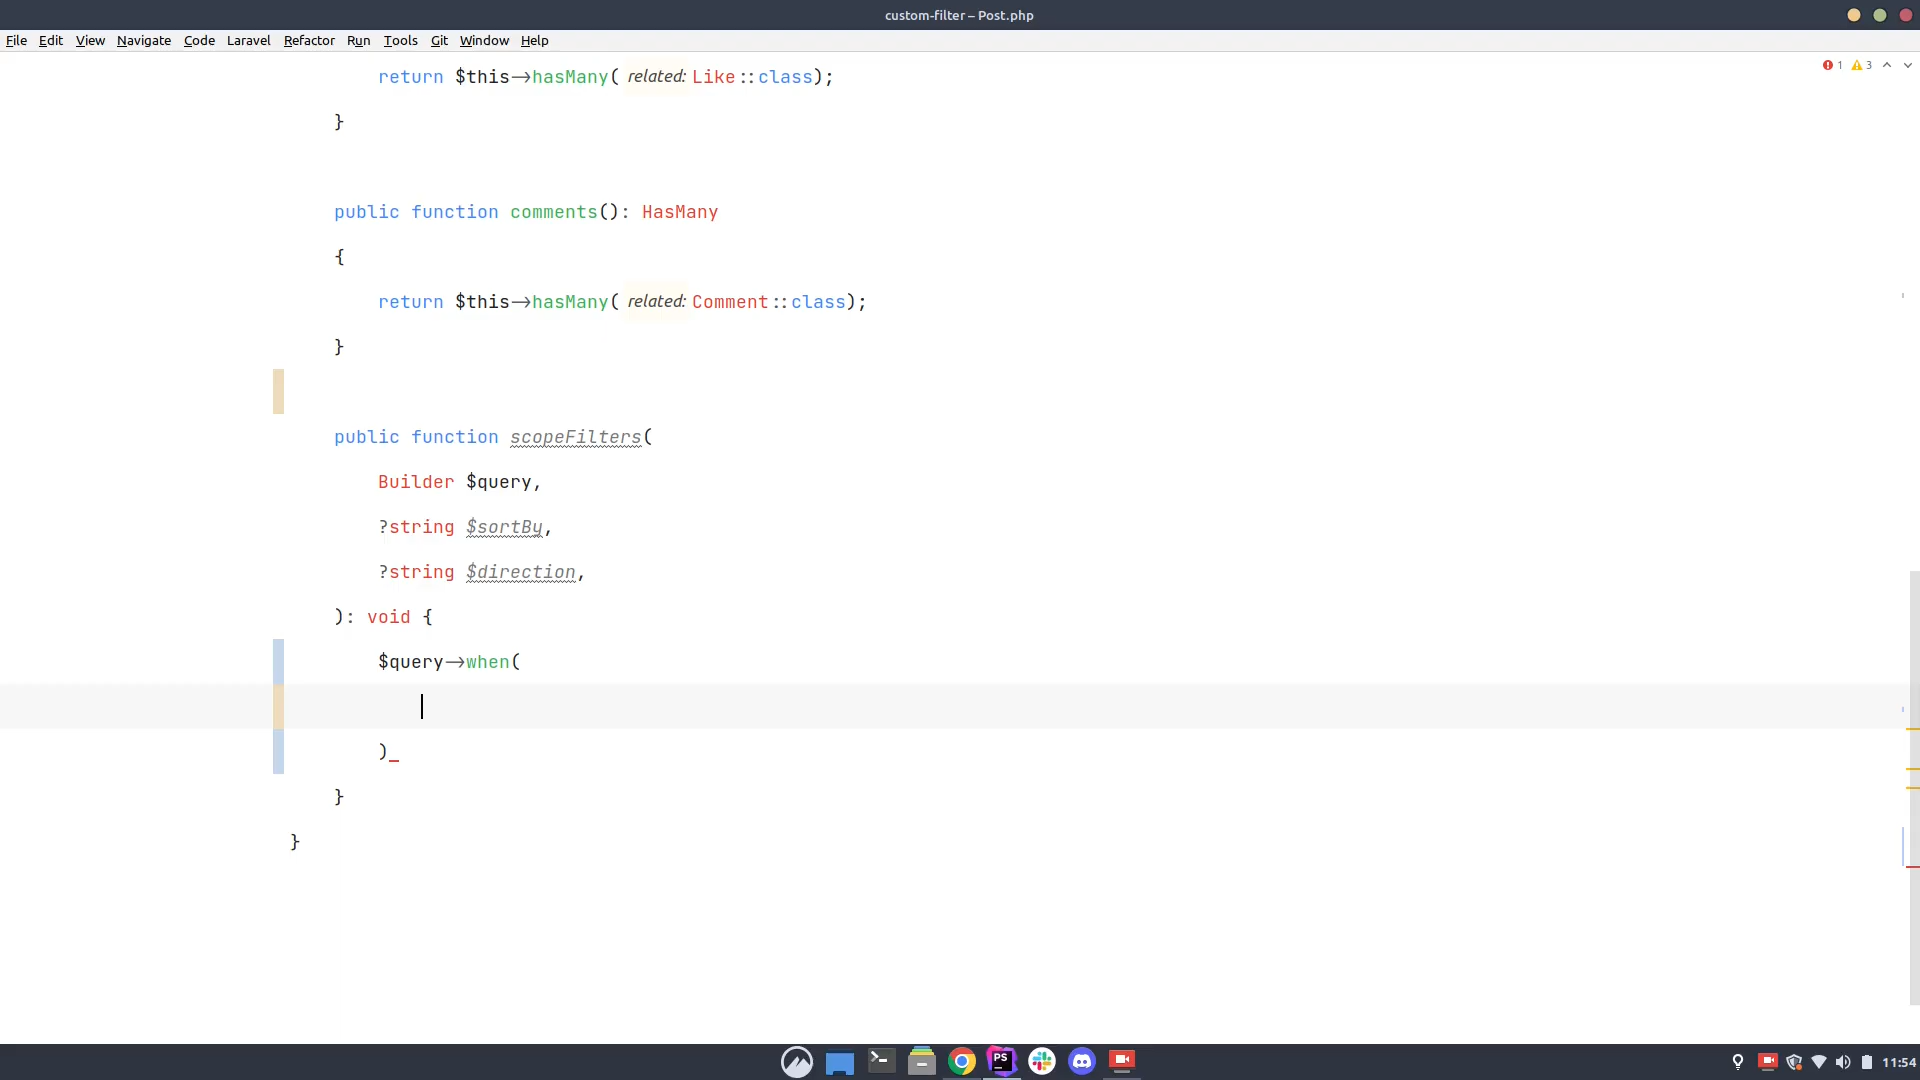 custom-filter – Post.php
File Edit View Navigate Code Laravel Refactor Run Tools Git Window Help
1 3
return $this->hasMany( related: Like::class);
}
public function comments(): HasMany
{
return $this->hasMany( related: Comment::class);
}
public function scopeFilters(
Builder $query,
?string $sortBy,
?string $direction,
): void {
$query->when(
)
}
}
PS
11:54